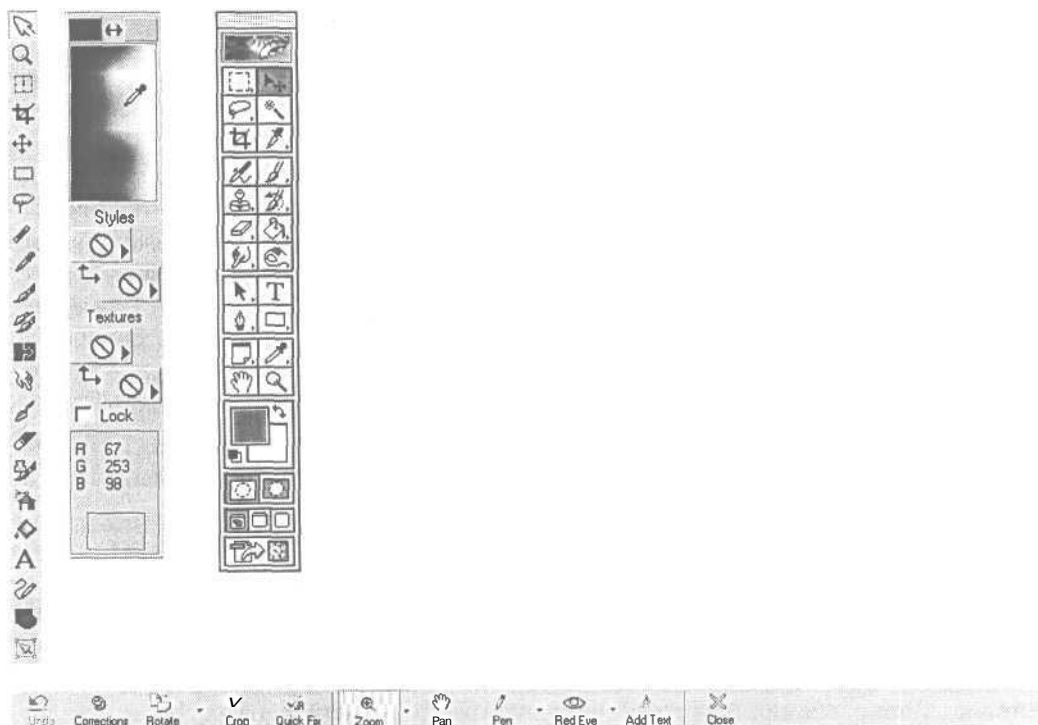 Styles
Textures
Lock
R 67
G 253
B 98
Undo Corrections Rotate Crop Quick Fix Zoom Pan Pen Red Eye Add Text Close